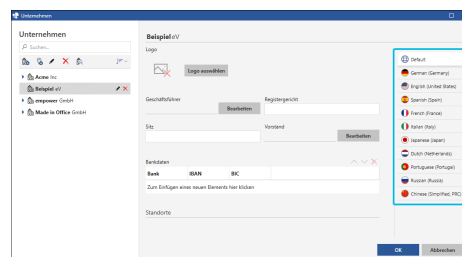 Unternehmen
Unternehmen
Suchen...
Acme Inc
Beispiel eV
empower GmbH
Made in Office GmbH
Beispiel eV
Logo
Logo auswählen
Geschäftsführer
Registergericht
Bearbeiten
Sitz
Vorstand
Bearbeiten
Bankdaten
Bank IBAN BIC
Zum Einfügen eines neuen Elements hier klicken
Standorte
Default
German (Germany)
English (United States)
Spanish (Spain)
French (France)
Italian (Italy)
Japanese (Japan)
Dutch (Netherlands)
Portuguese (Portugal)
Russian (Russia)
Chinese (Simplified, PRC)
OK Abbrechen